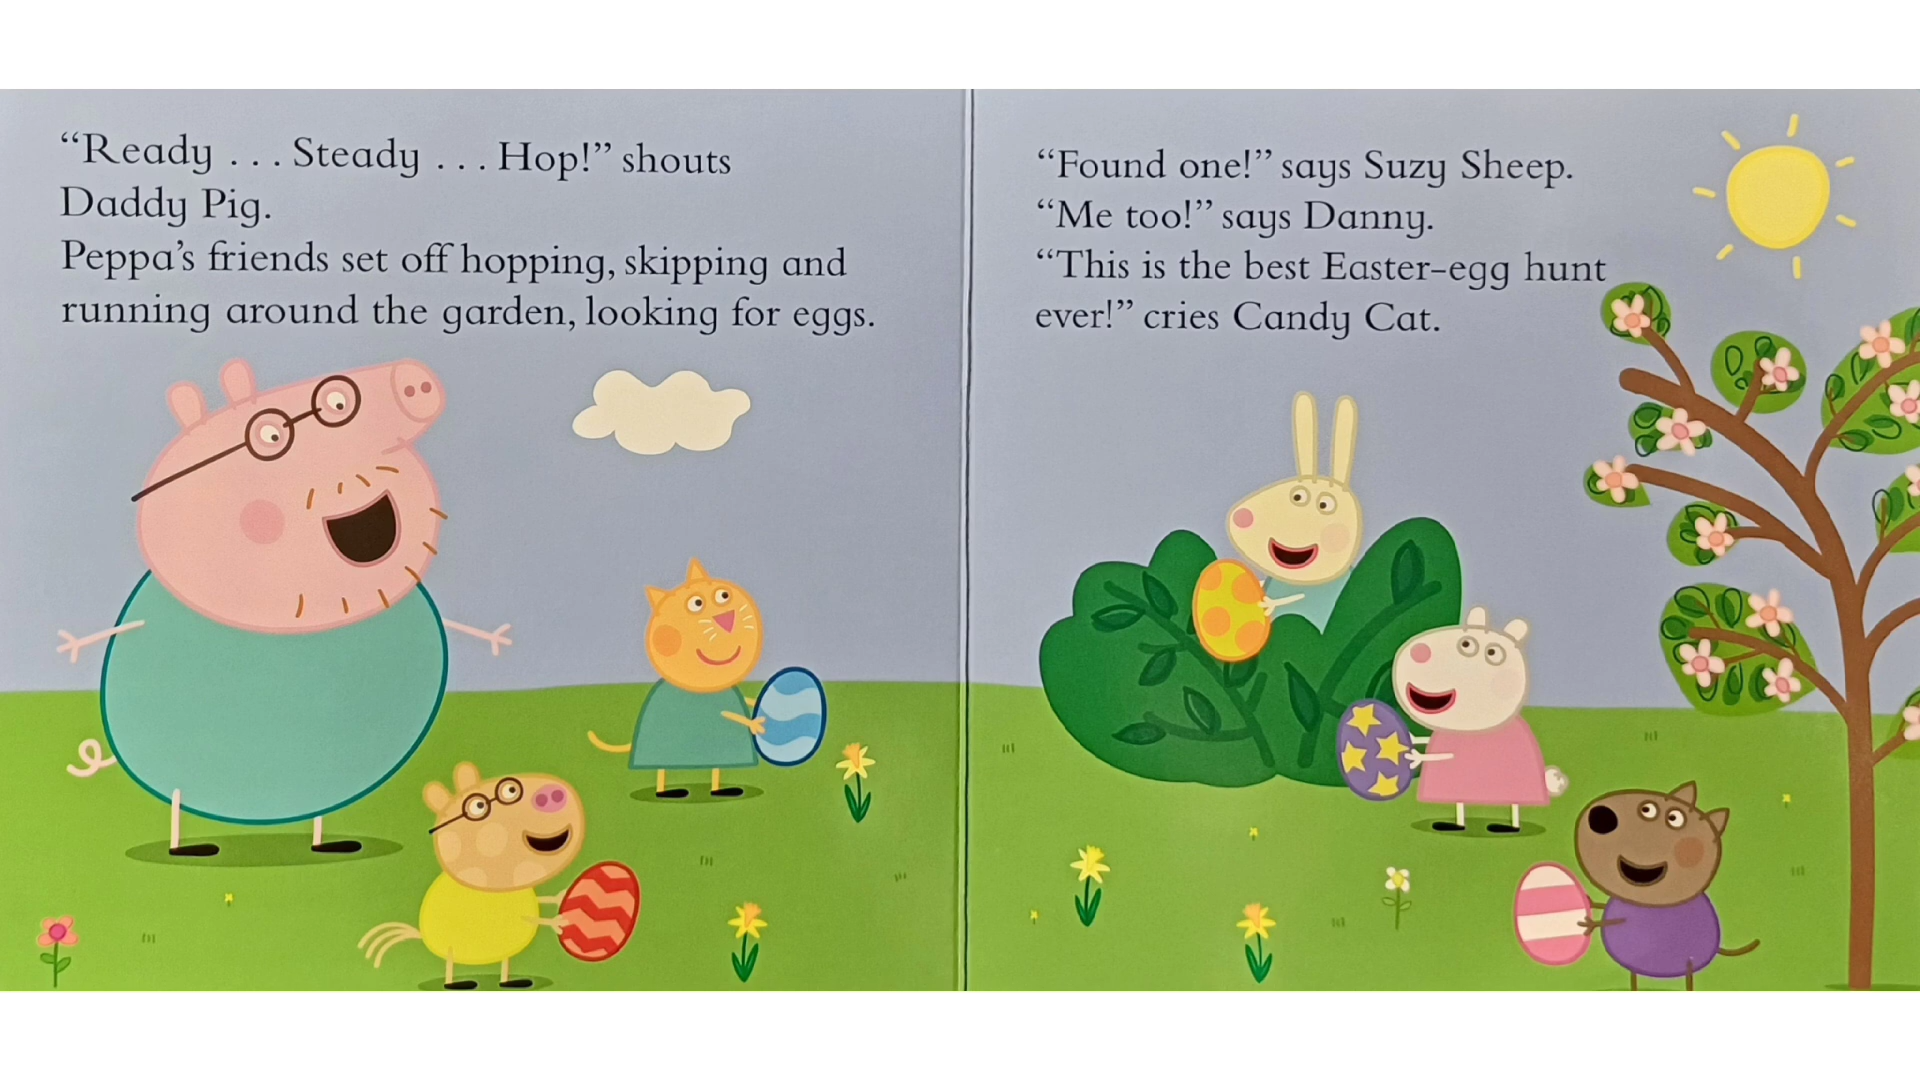 “Ready . . . Steady . . . Hop!” shouts
Daddy Pig.
Peppa’s friends set off hopping, skipping and
running around the garden, looking for eggs.
“Found one!” says Suzy Sheep.
“Me too!” says Danny.
“This is the best Easter-egg hunt
ever!” cries Candy Cat.